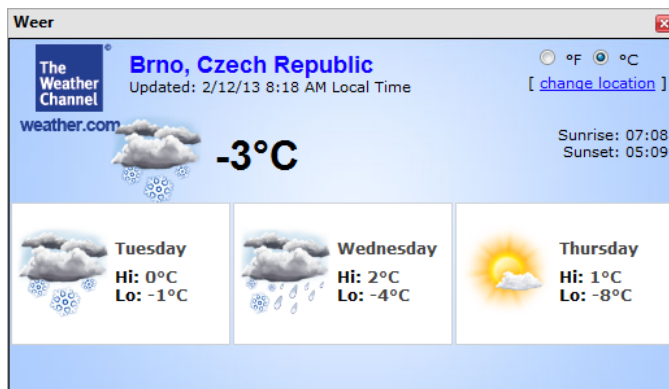 Weer
The
Weather
Channel
weather.com
Brno, Czech Republic
Updated: 2/12/13 8:18 AM Local Time
°F °C
[ change location ]
-3°C
Sunrise: 07:08
Sunset: 05:09
Tuesday
Hi: 0°C
Lo: -1°C
Wednesday
Hi: 2°C
Lo: -4°C
Thursday
Hi: 1°C
Lo: -8°C